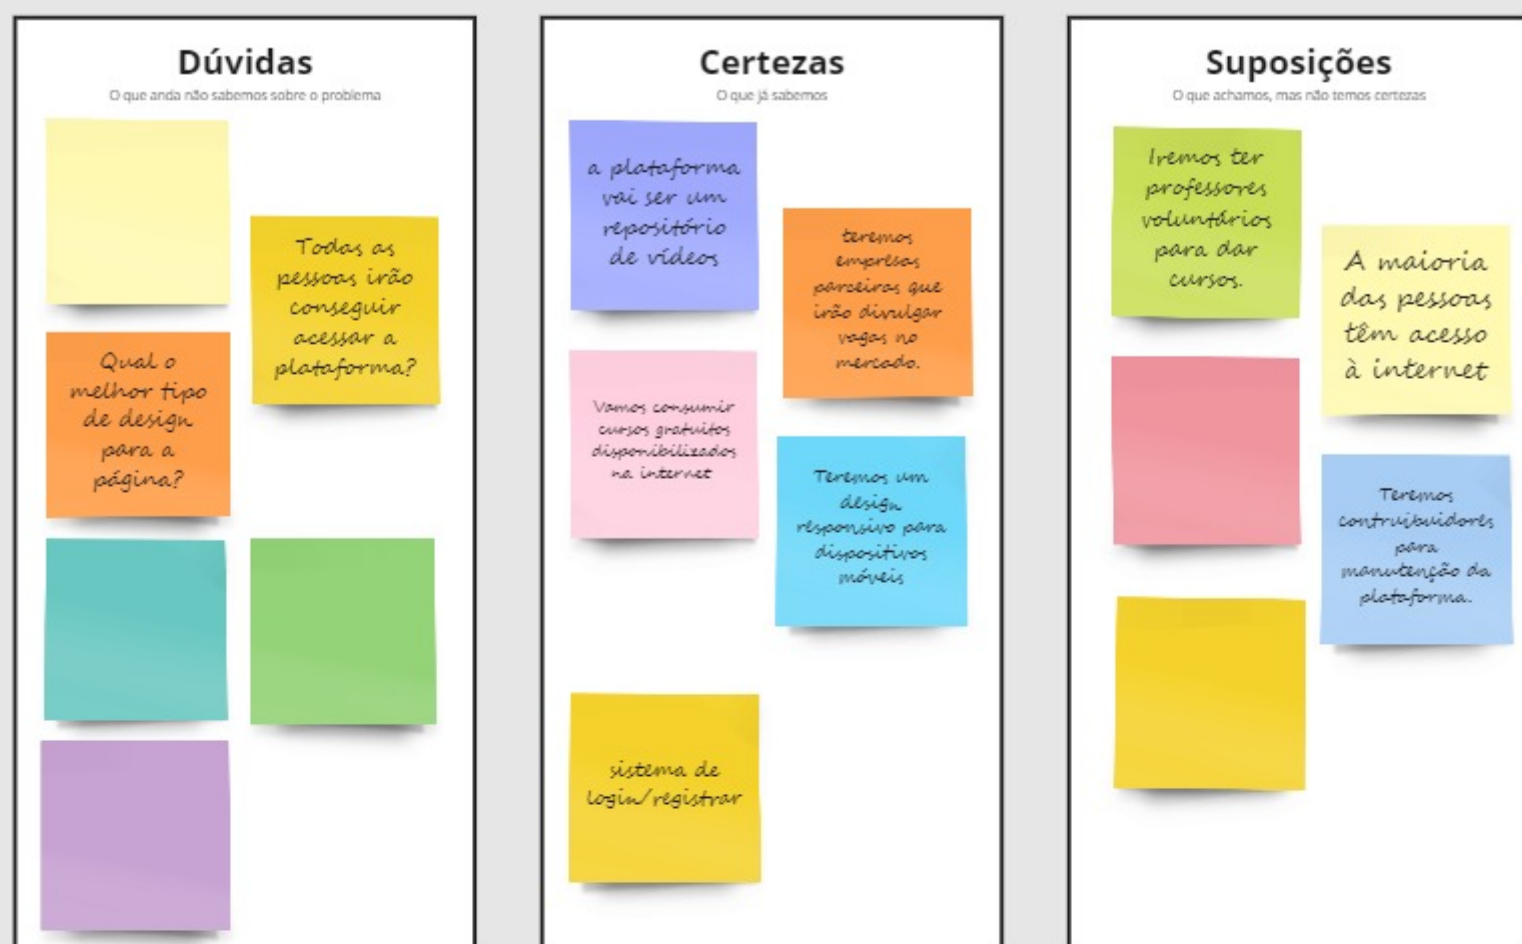 Dúvidas
O que anda não sabemos sobre o problema
Todas as
pessoas irão
conseguir
acessar a
plataforma?
Qual o
melhor tipo
de design
para a
página?
Certezas
O que já sabemos
a plataforma
vai ser um
repositório
de vídeos
teremos
empresas
parceiras que
irão divulgar
vagas no
mercado.
Vamos consumir
cursos gratuitos
disponibilizados
na internet
Teremos um
design
responsivo para
dispositivos
móveis
sistema de
login/registrar
Suposições
O que achamos, mas não temos certezas
Iremos ter
professores
voluntários
para dar
cursos.
A maioria
das pessoas
têm acesso
à internet
Teremos
contruibuidores
para
manutenção da
plataforma.